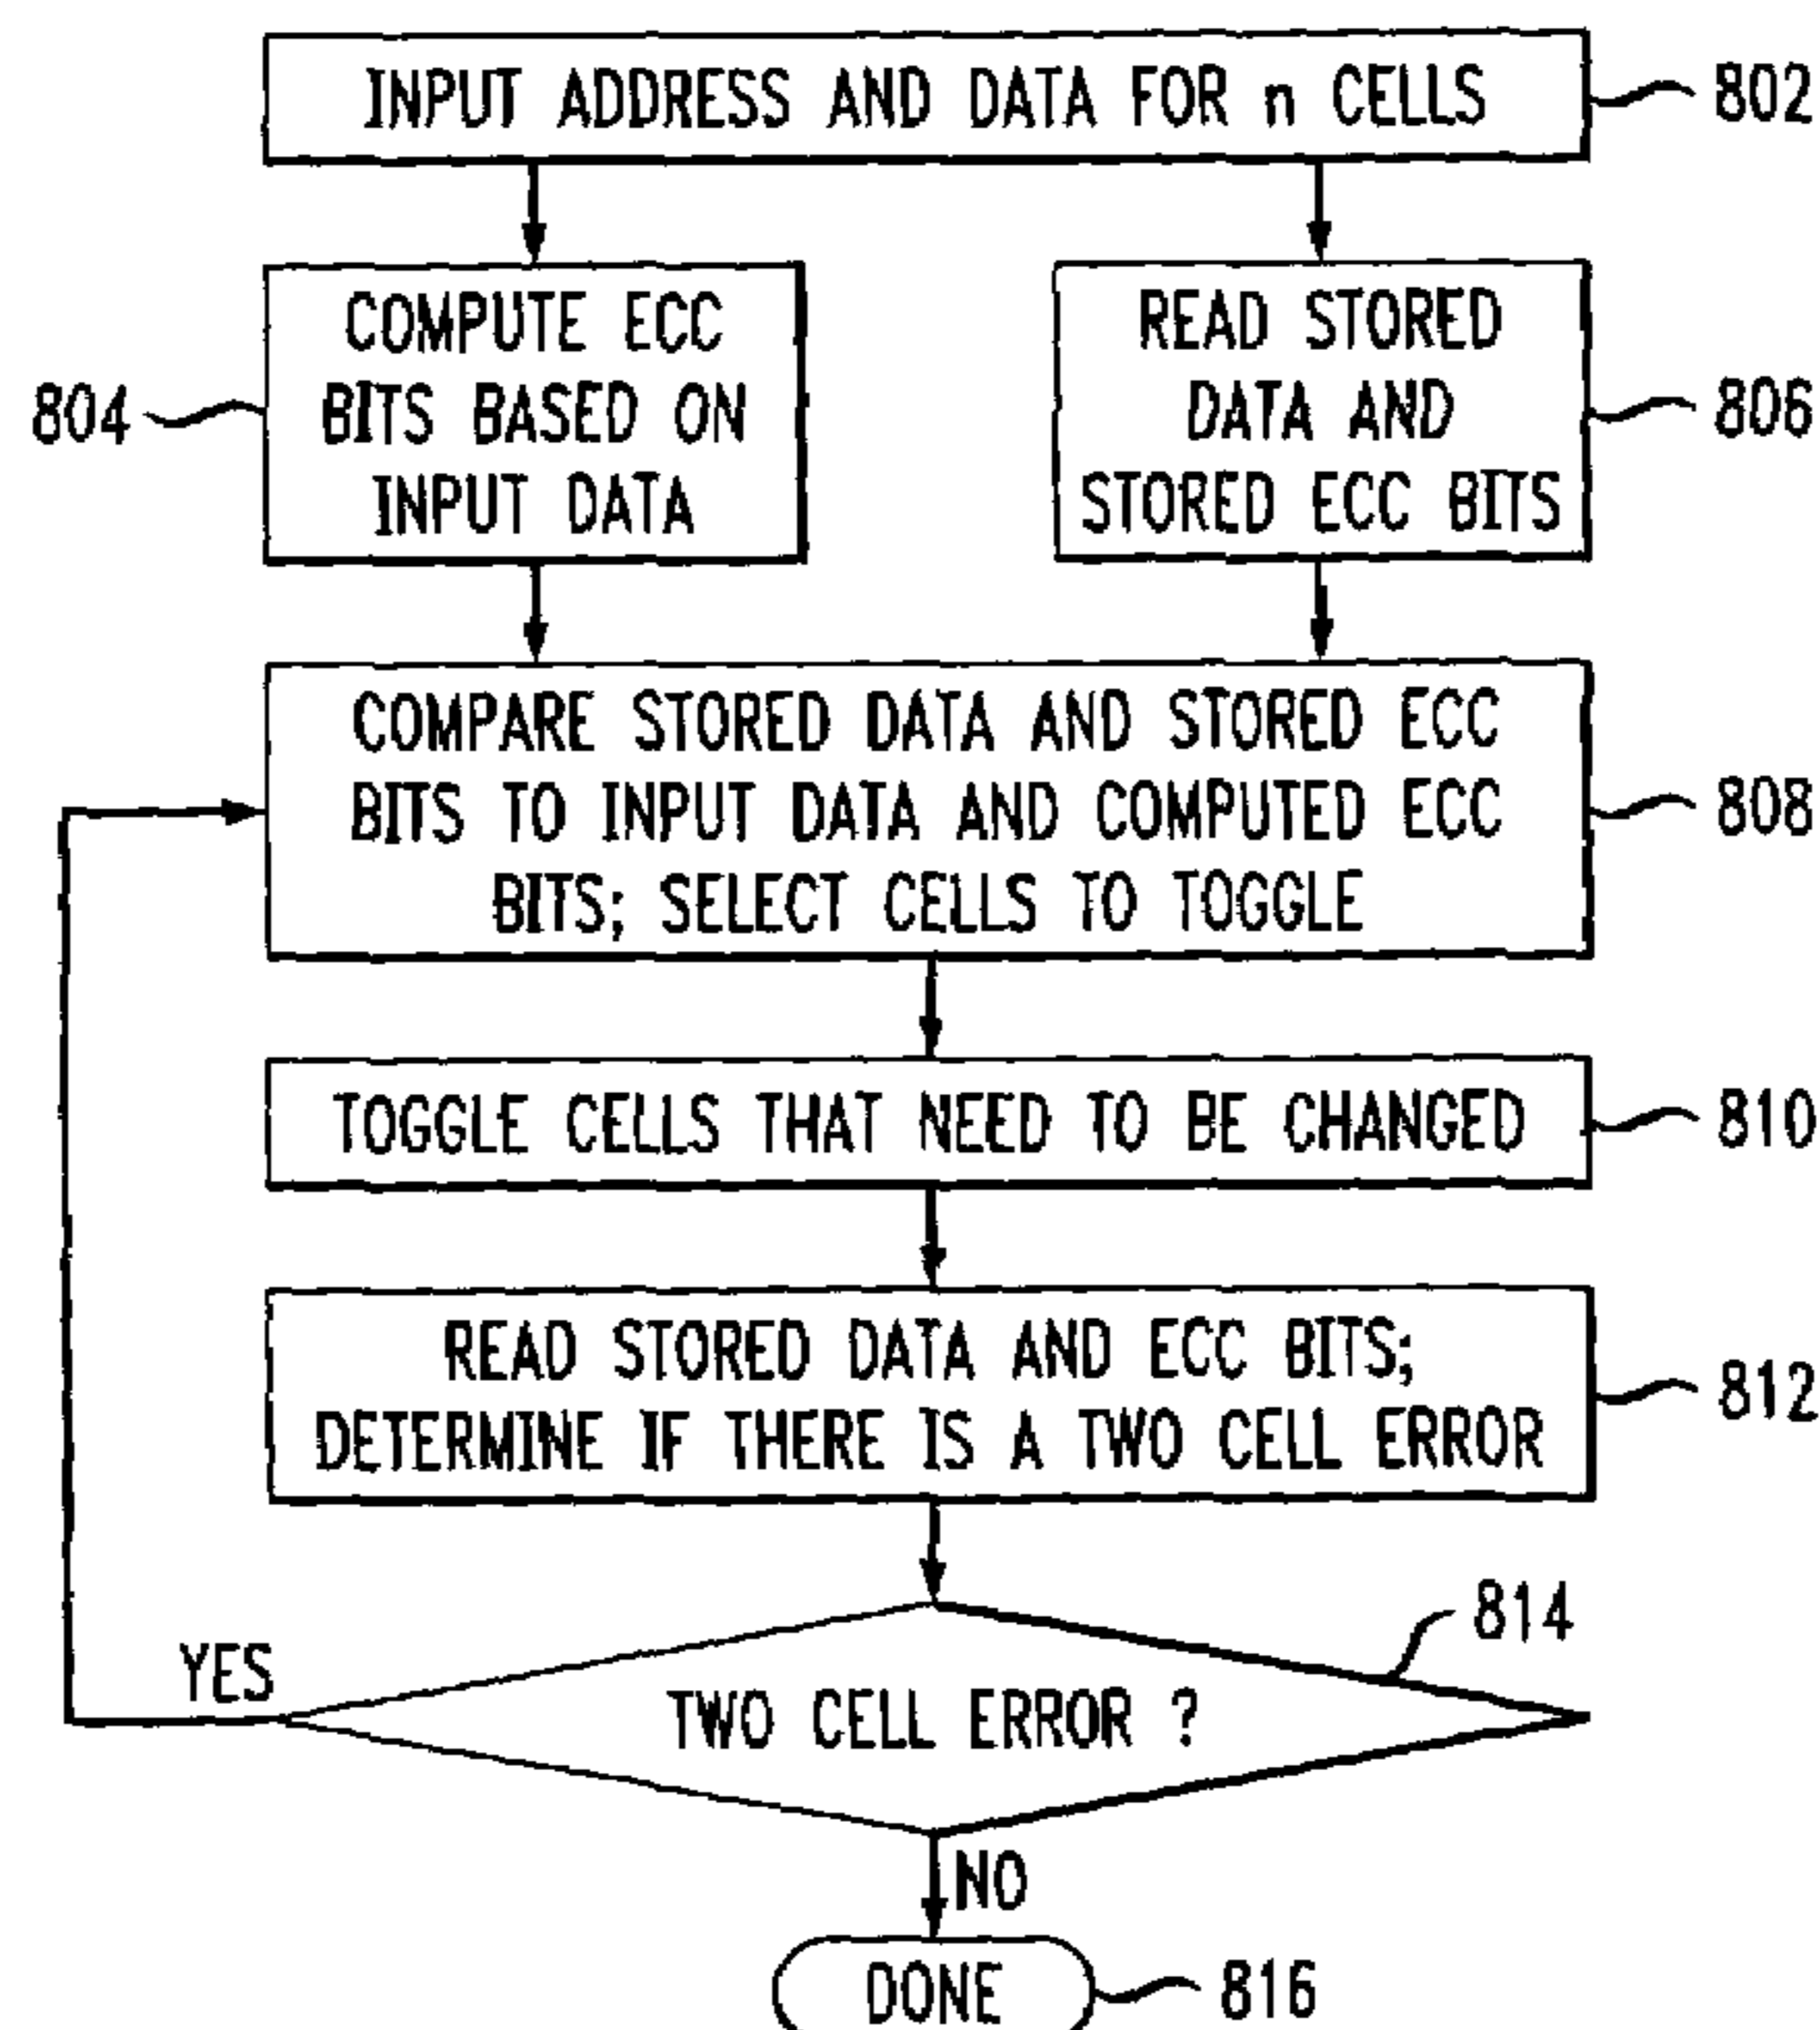 INPUT ADDRESS AND DATA FOR n CELLS
802
COMPUTE ECC
BITS BASED ON
INPUT DATA
804
READ STORED
DATA AND
STORED ECC BITS
806
COMPARE STORED DATA AND STORED ECC
BITS TO INPUT DATA AND COMPUTED ECC
BITS; SELECT CELLS TO TOGGLE
808
TOGGLE CELLS THAT NEED TO BE CHANGED
810
READ STORED DATA AND ECC BITS;
DETERMINE IF THERE IS A TWO CELL ERROR
812
814
YES
TWO CELL ERROR ?
NO
DONE
816